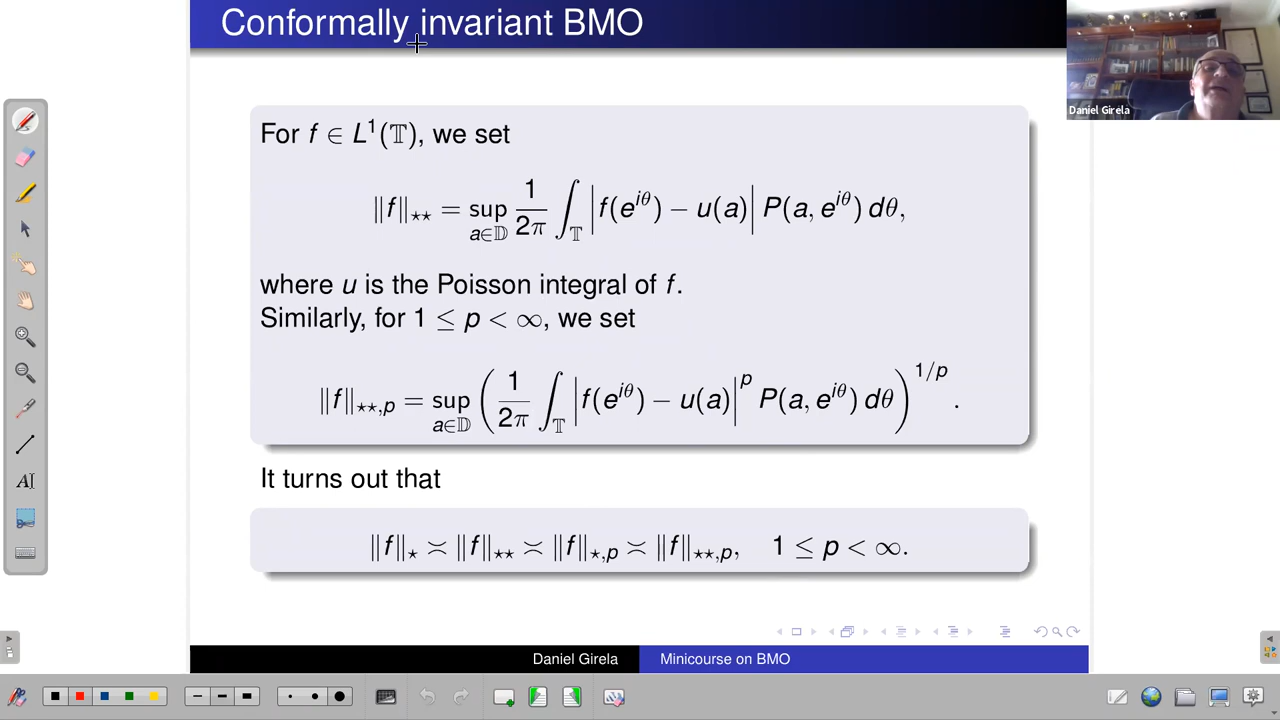 Conformally invariant BMO
Daniel Girela
For f ∈ L¹(𝕋), we set
‖f‖⋆⋆ = sup_{a∈𝔻} 1/2π ∫_𝕋 |f(e^{iθ}) − u(a)| P(a, e^{iθ}) dθ,
where u is the Poisson integral of f.
Similarly, for 1 ≤ p < ∞, we set
‖f‖⋆⋆,p = sup_{a∈𝔻} (1/2π ∫_𝕋 |f(e^{iθ}) − u(a)|^p P(a, e^{iθ}) dθ)^{1/p}.
It turns out that
‖f‖⋆ ≍ ‖f‖⋆⋆ ≍ ‖f‖⋆,p ≍ ‖f‖⋆⋆,p, 1 ≤ p < ∞.
Daniel Girela Minicourse on BMO